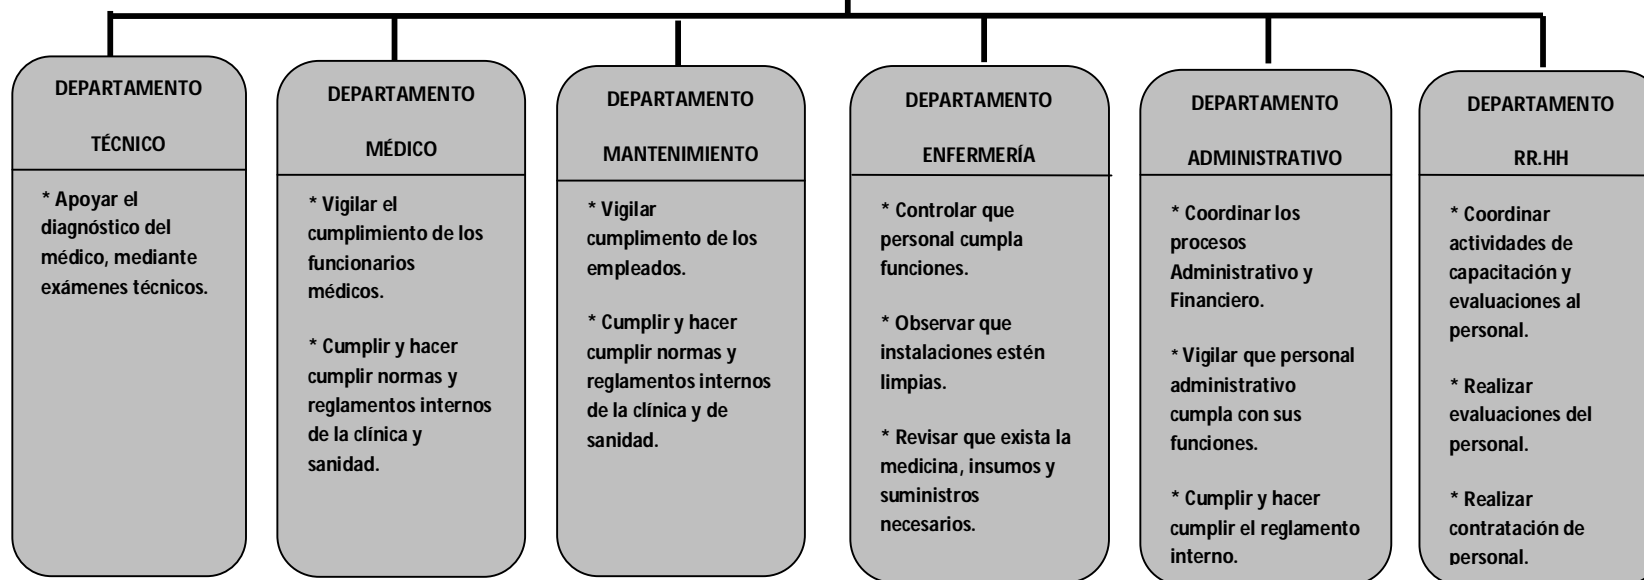 DEPARTAMENTO
TÉCNICO
* Apoyar el
diagnóstico del
médico, mediante
exámenes técnicos.
DEPARTAMENTO
MÉDICO
* Vigilar el
cumplimiento de los
funcionarios
médicos.
* Cumplir y hacer
cumplir normas y
reglamentos internos
de la clínica y
sanidad.
DEPARTAMENTO
MANTENIMIENTO
* Vigilar
cumplimento de los
empleados.
* Cumplir y hacer
cumplir normas y
reglamentos internos
de la clínica y de
sanidad.
DEPARTAMENTO
ENFERMERÍA
* Controlar que
personal cumpla
funciones.
* Observar que
instalaciones estén
limpias.
* Revisar que exista la
medicina, insumos y
suministros
necesarios.
DEPARTAMENTO
ADMINISTRATIVO
* Coordinar los
procesos
Administrativo y
Financiero.
* Vigilar que personal
administrativo
cumpla con sus
funciones.
* Cumplir y hacer
cumplir el reglamento
interno.
DEPARTAMENTO
RR.HH
* Coordinar
actividades de
capacitación y
evaluaciones al
personal.
* Realizar
evaluaciones del
personal.
* Realizar
contratación de
personal.